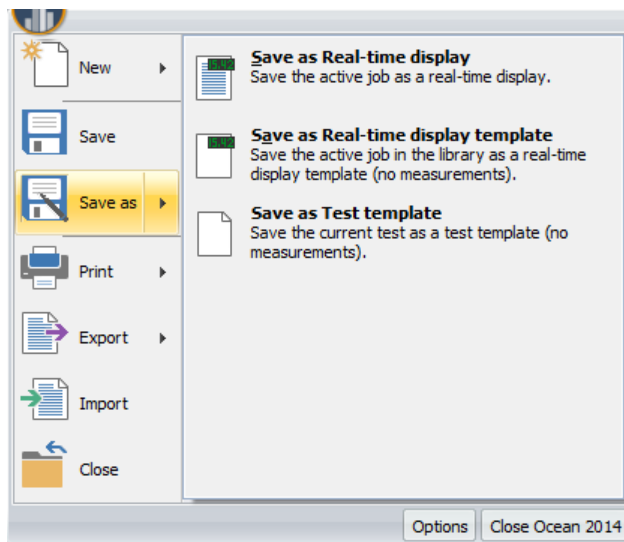 New
Save
Save as
Print
Export
Import
Close
Save as Real-time display
Save the active job as a real-time display.
Save as Real-time display template
Save the active job in the library as a real-time
display template (no measurements).
Save as Test template
Save the current test as a test template (no
measurements).
Options
Close Ocean 2014